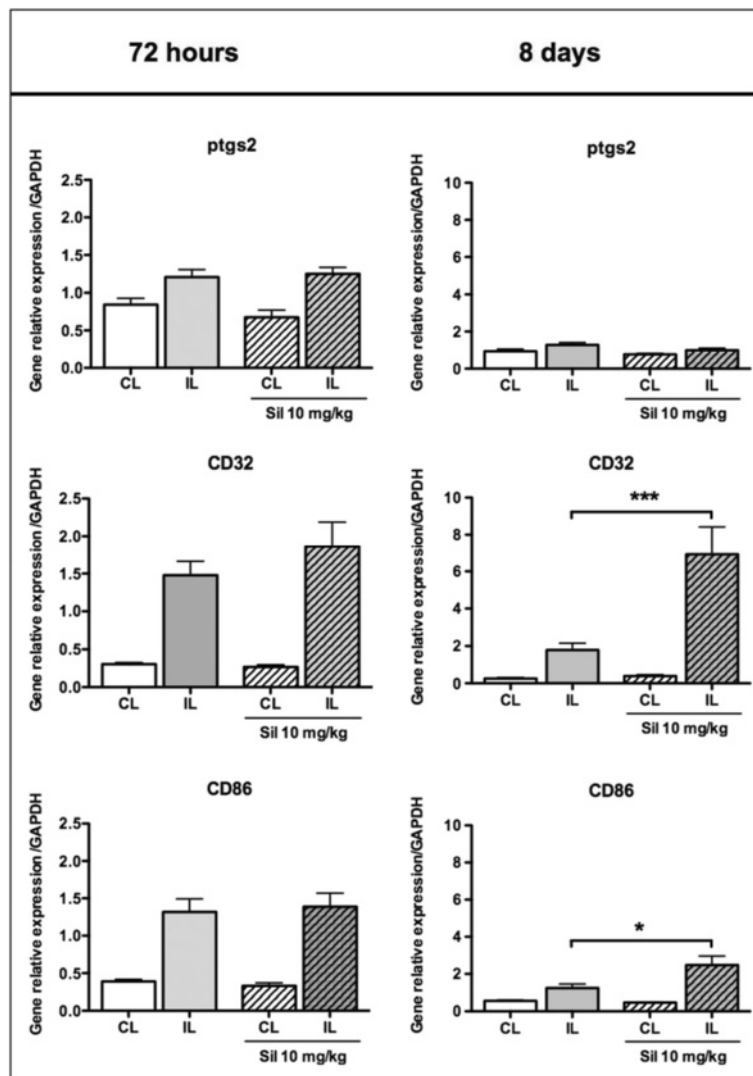 72 hours 8 days
ptgs2
Gene relative expression /GAPDH
2.5
2.0
1.5
1.0
0.5
0.0
CL IL CL IL
Sil 10 mg/kg
ptgs2
Gene relative expression/GAPDH
10
8
6
4
2
0
CL IL CL IL
Sil 10 mg/kg
CD32
Gene relative expression /GAPDH
2.5
2.0
1.5
1.0
0.5
0.0
CL IL CL IL
Sil 10 mg/kg
CD32
Gene relative expression/GAPDH
10
8
6
4
2
0
***
CL IL CL IL
Sil 10 mg/kg
CD86
Gene relative expression /GAPDH
2.5
2.0
1.5
1.0
0.5
0.0
CL IL CL IL
Sil 10 mg/kg
CD86
Gene relative expression/GAPDH
10
8
6
4
2
0
*
CL IL CL IL
Sil 10 mg/kg